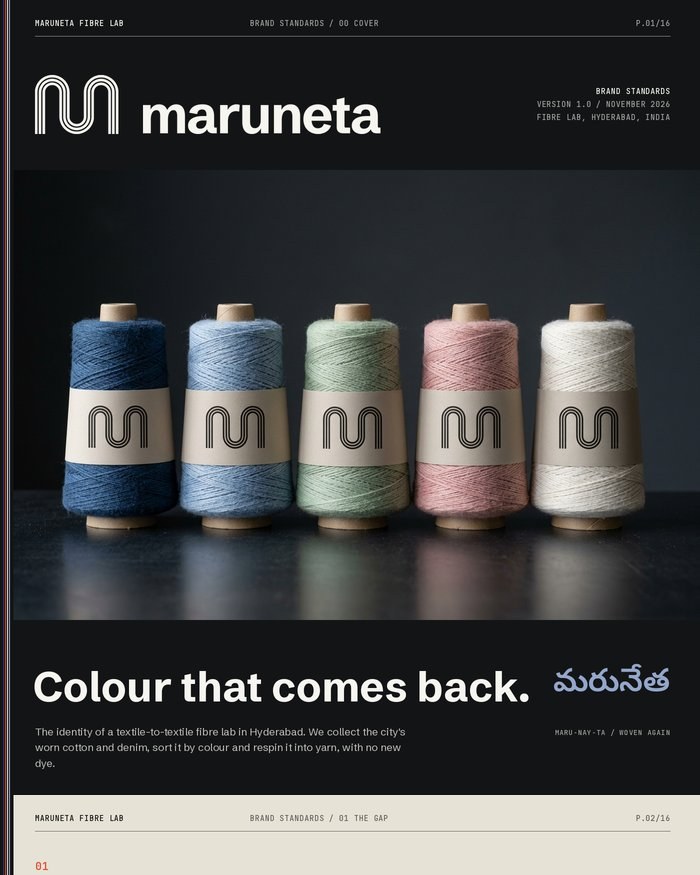 MARUNETA FIBRE LAB
BRAND STANDARDS / 00 COVER
P.01/16
maruneta
BRAND STANDARDS
VERSION 1.0 / NOVEMBER 2026
FIBRE LAB, HYDERABAD, INDIA
Colour that comes back.
మరునేత
The identity of a textile-to-textile fibre lab in Hyderabad. We collect the city's
worn cotton and denim, sort it by colour and respin it into yarn, with no new
dye.
MARU-NAY-TA / WOVEN AGAIN
MARUNETA FIBRE LAB
BRAND STANDARDS / 01 THE GAP
P.02/16
01